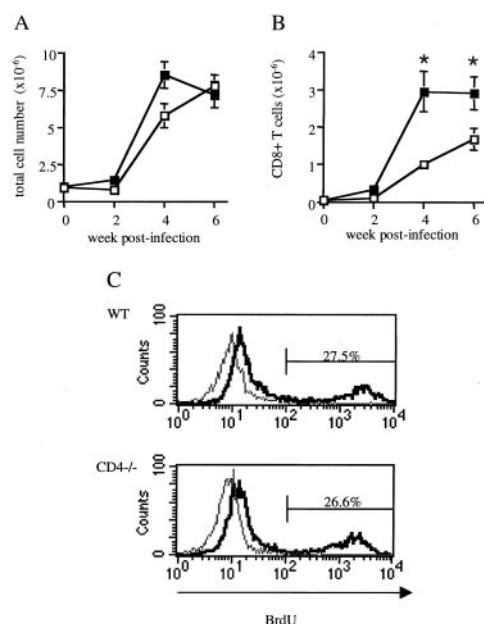 A
total cell number (x10-6)
10
7.5
5
2.5
0
0 2 4 6
week post-infection
B
CD8+ T cells (x10-6)
4
3
2
1
0
* *
0 2 4 6
week post-infection
C
WT
Counts
100
0
27.5%
10⁰ 10¹ 10² 10³ 10⁴
CD4-/-
Counts
100
0
26.6%
10⁰ 10¹ 10² 10³ 10⁴
BrdU